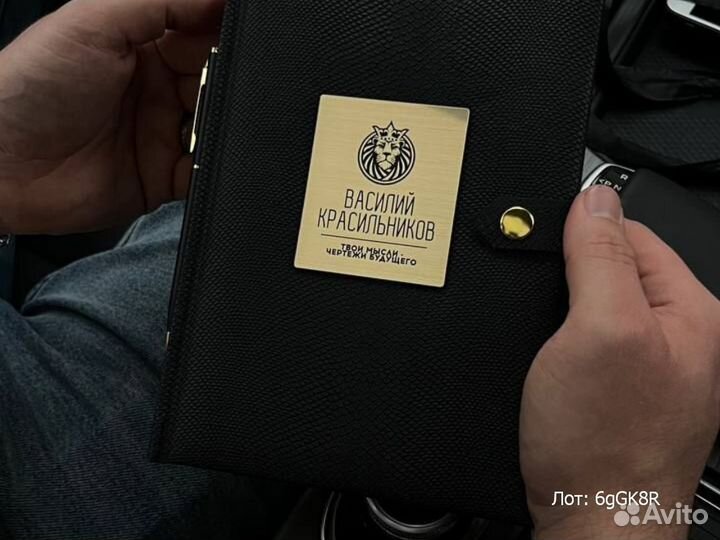 ВАСИЛИЙ
КРАСИЛЬНИКОВ
ТВОИ МЫСЛИ -
ЧЕРТЕЖИ БУДУЩЕГО
R
N
Лот: 6gGK8R
Avito